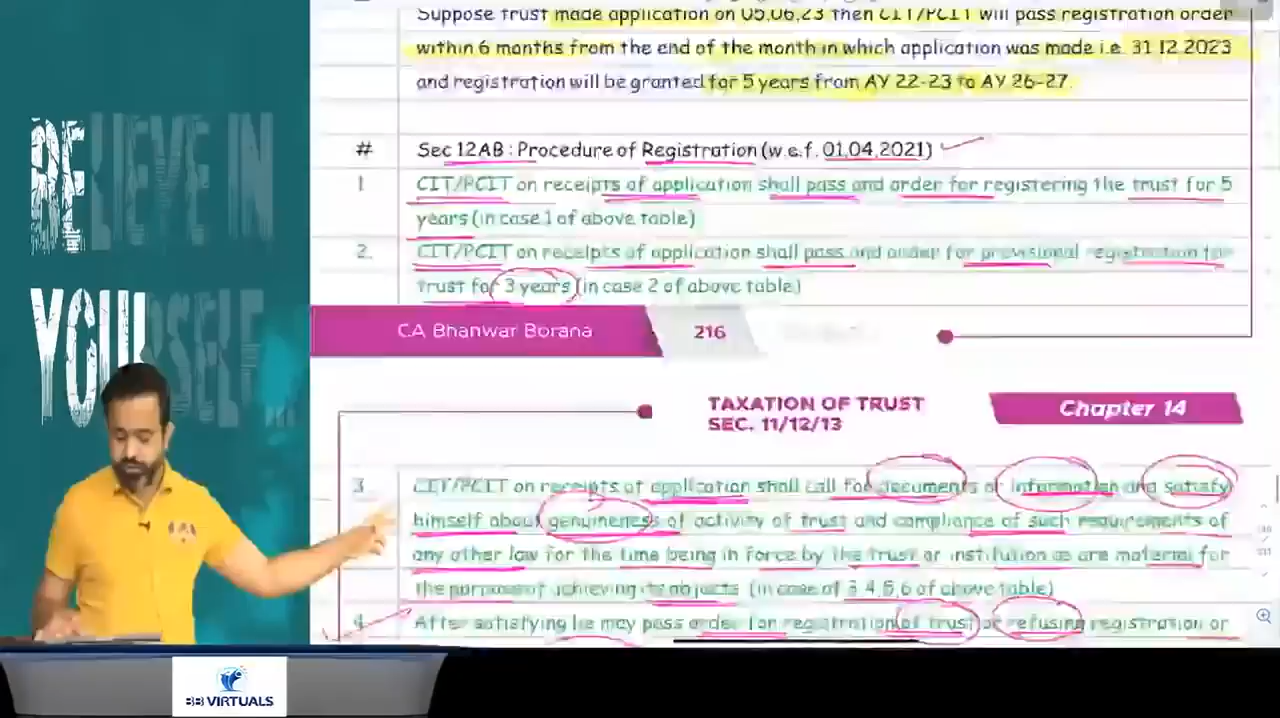 BELIEVE IN
YOURSELF...
Suppose trust made application on 05.06.23 then CIT/PCIT will pass registration order
within 6 months from the end of the month in which application was made i.e. 31.12.2023
and registration will be granted for 5 years from AY 22-23 to AY 26-27.
# Sec 12AB : Procedure of Registration (w.e.f. 01.04.2021)
1 CIT/PCIT on receipts of application shall pass and order for registering the trust for 5
years (in case 1 of above table)
2. CIT/PCIT on receipts of application shall pass and order for provisional registration for
trust for 3 years (in case 2 of above table)
CA Bhanwar Borana
216
TAXATION OF TRUST
SEC. 11/12/13
Chapter 14
3. CIT/PCIT on receipts of application shall call for documents or information and satisfy
himself about genuineness of activity of trust and compliance of such requirements of
any other law for the time being in force by the trust or institution as are material for
the purpose of achieving its objects (in case of 3,4,5,6 of above table)
4. After satisfying he may pass order for registration of trust or refusing registration or
BB VIRTUALS